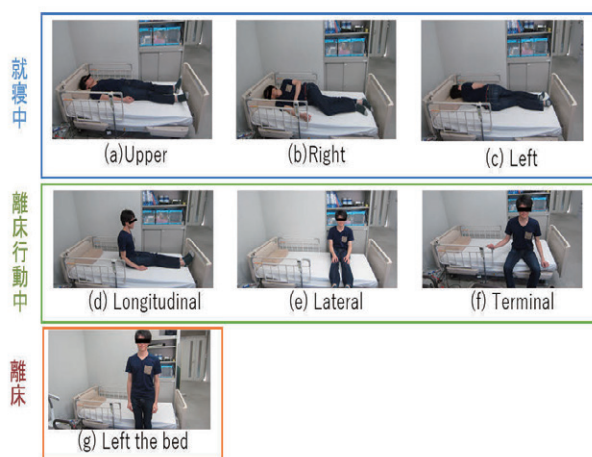 就寝中
(a)Upper
(b)Right
(c) Left
離床行動中
(d) Longitudinal
(e) Lateral
(f) Terminal
離床
(g) Left the bed